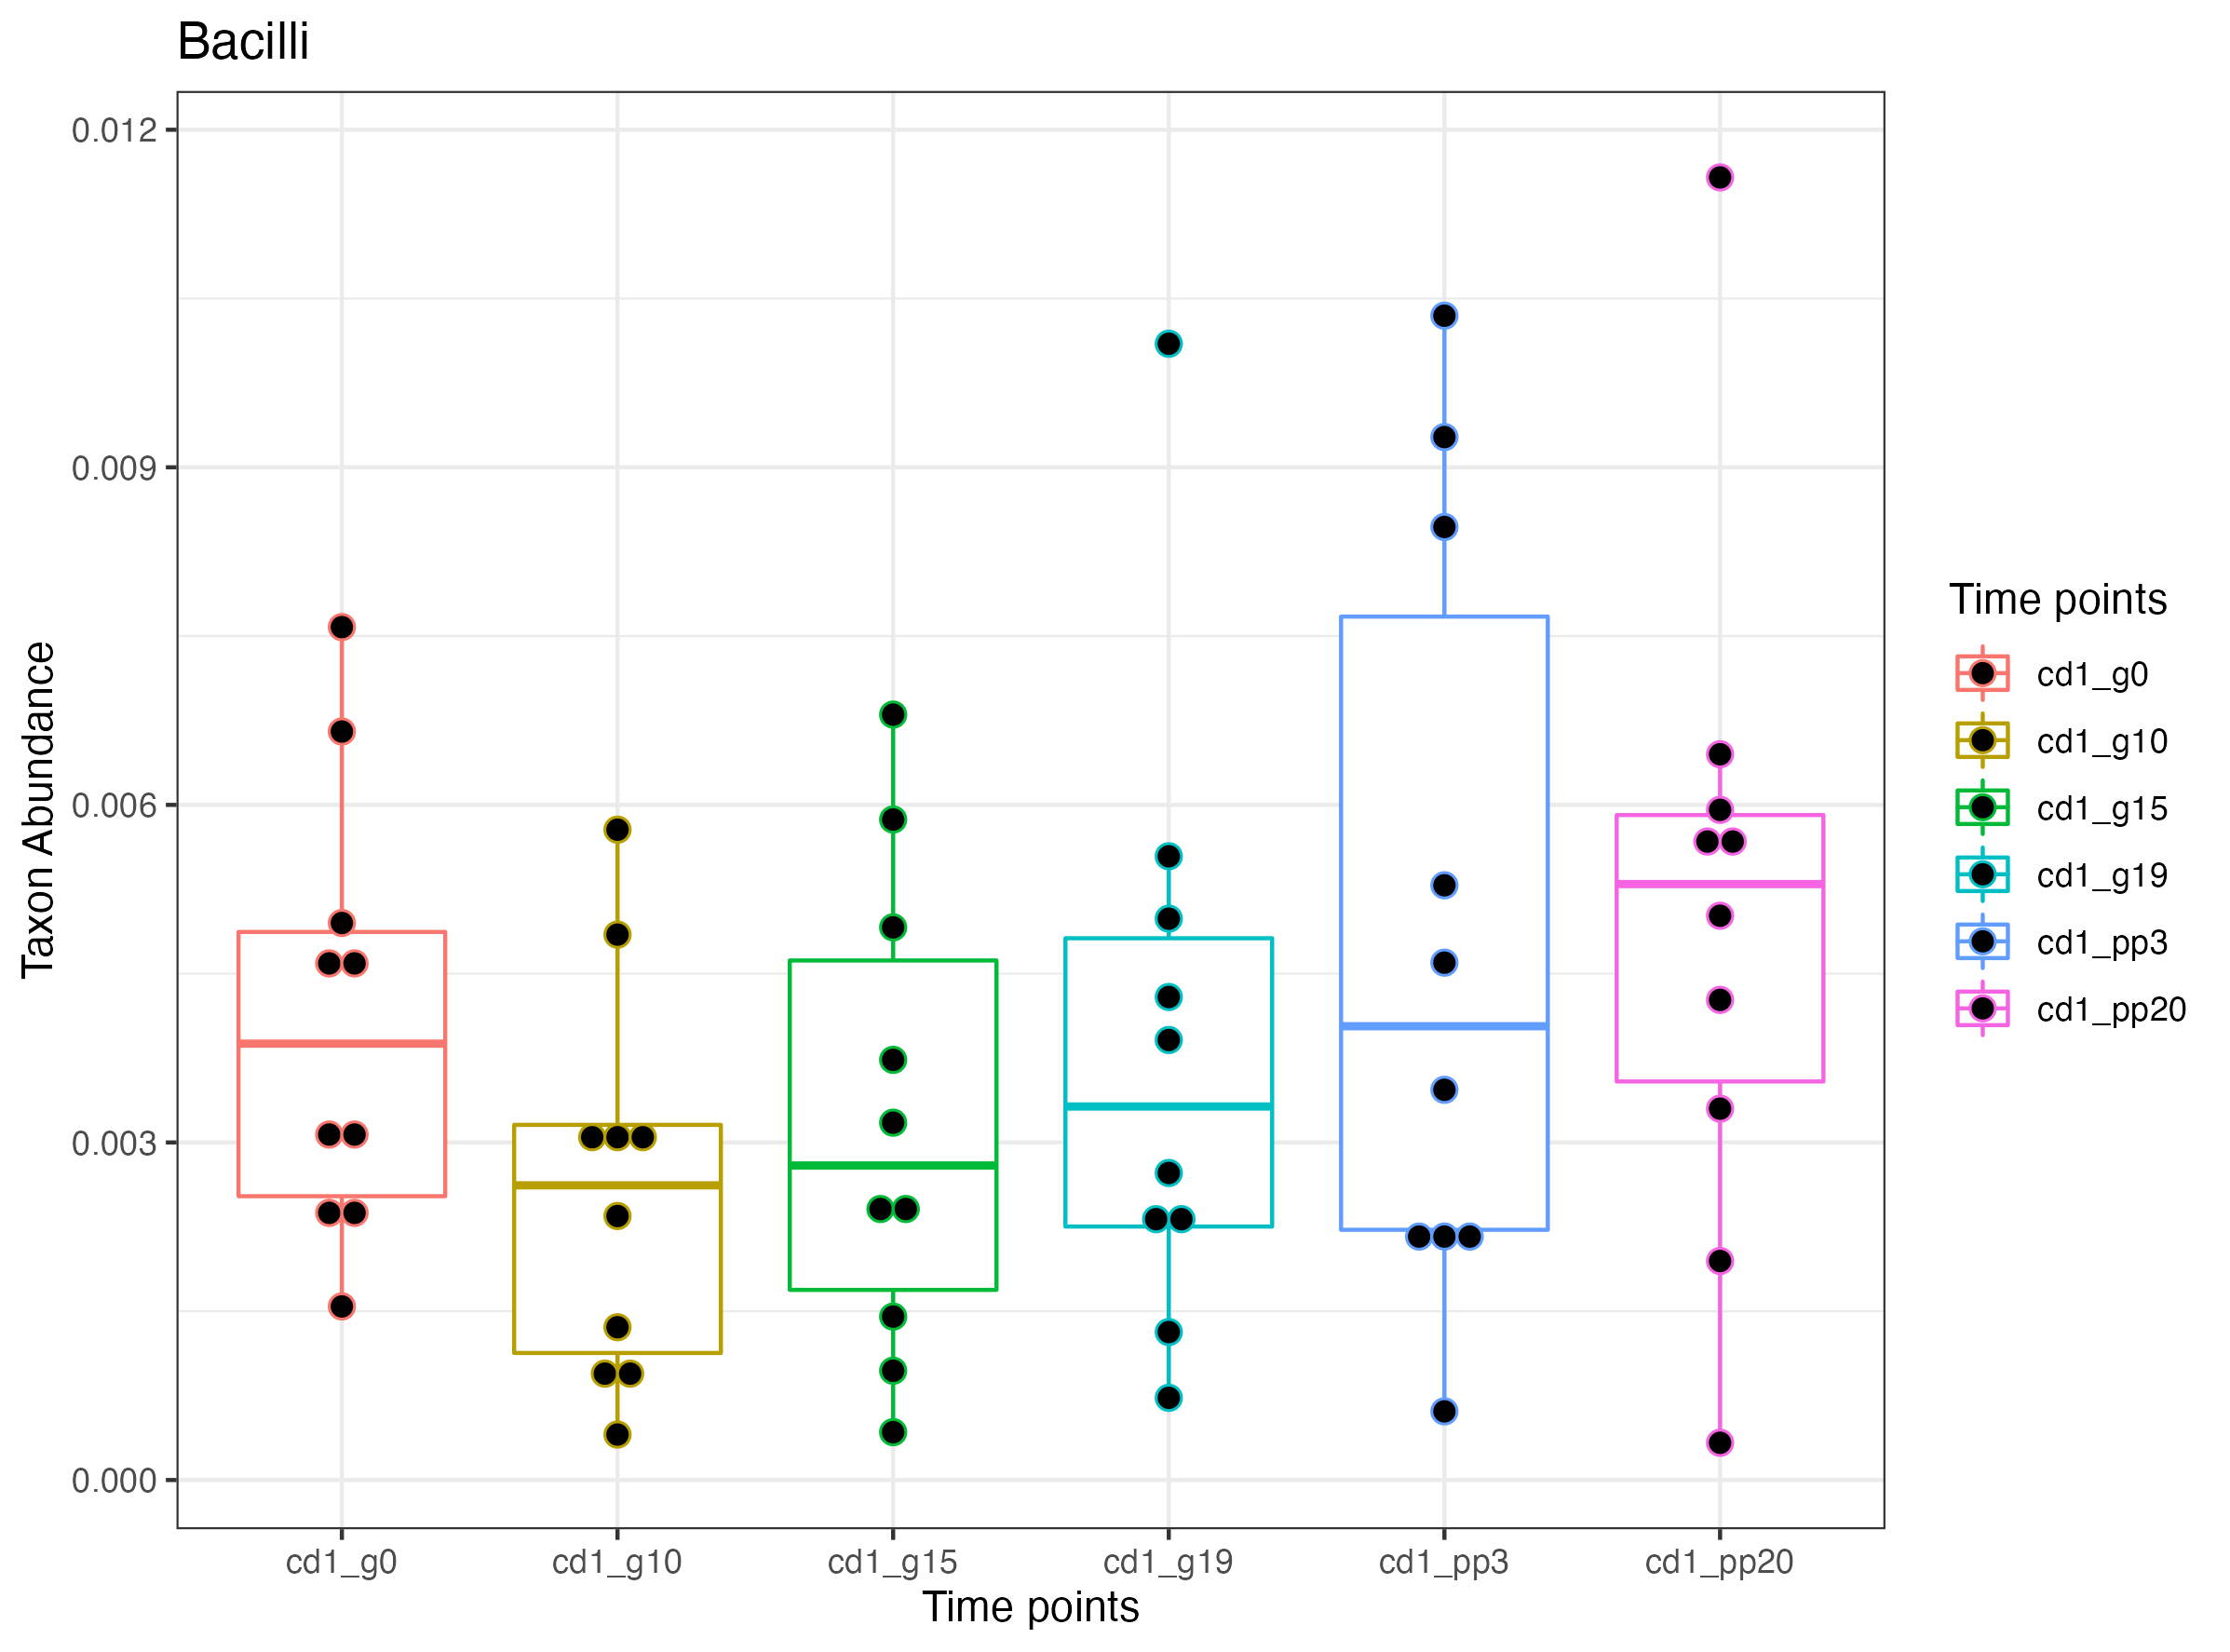 Bacilli
0.012
0.009
0.006
0.003
0.000
Taxon Abundance
cd1_g0 cd1_g10 cd1_g15 cd1_g19 cd1_pp3 cd1_pp20
Time points
Time points
cd1_g0
cd1_g10
cd1_g15
cd1_g19
cd1_pp3
cd1_pp20